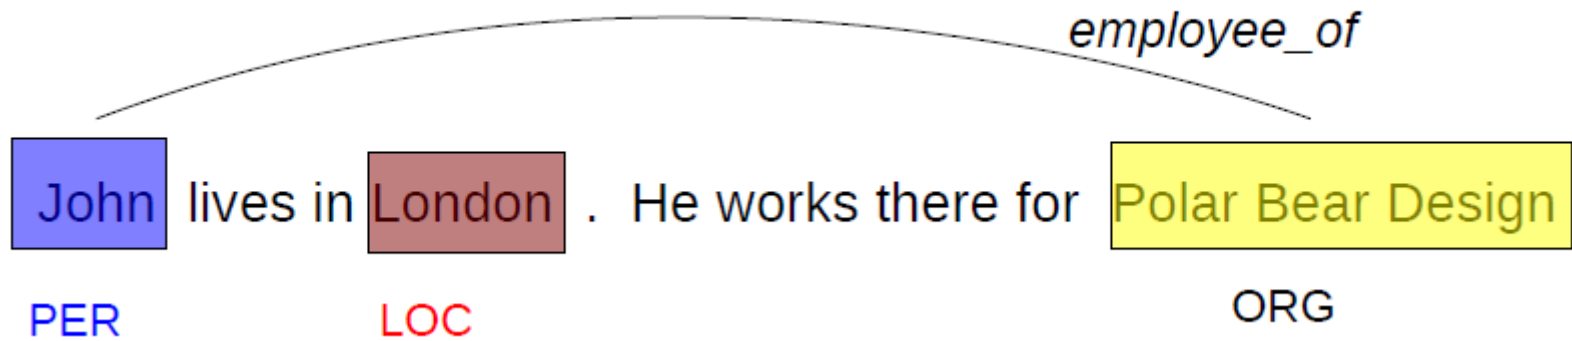 employee_of
John lives in London . He works there for Polar Bear Design
PER LOC ORG